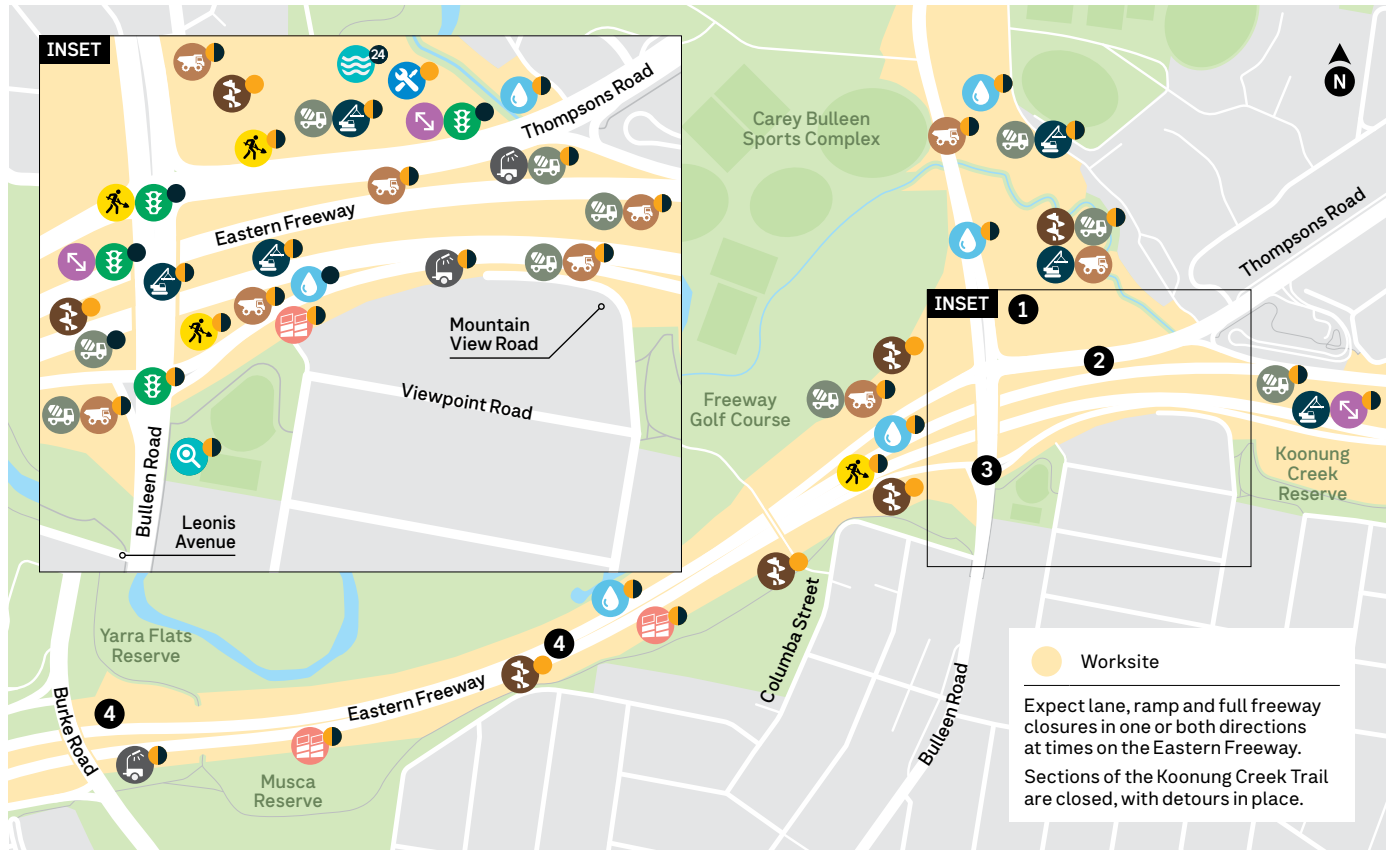 INSET
24
Thompsons Road
Eastern Freeway
Mountain
View Road
Viewpoint Road
Bulleen Road
Leonis
Avenue
Carey Bulleen
Sports Complex
N
Thompsons Road
INSET
1
2
3
Freeway
Golf Course
Koonung
Creek
Reserve
Columba Street
Bulleen Road
Yarra Flats
Reserve
4
4
Eastern Freeway
Burke Road
Musca
Reserve
Worksite
Expect lane, ramp and full freeway
closures in one or both directions
at times on the Eastern Freeway.
Sections of the Koonung Creek Trail
are closed, with detours in place.